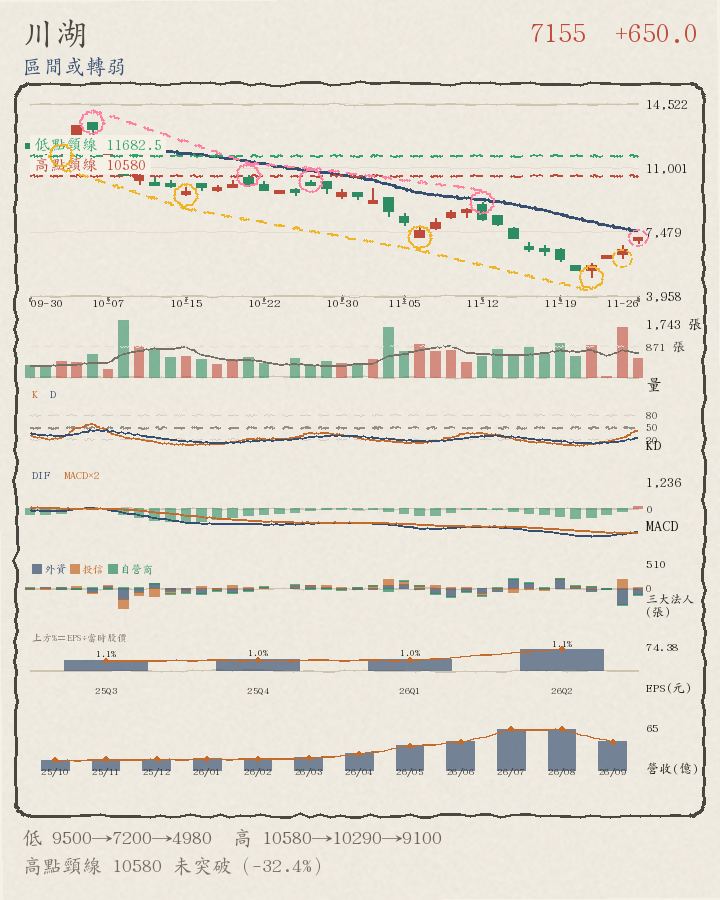 川湖
7155 +650.0
區間或轉弱
14,522
低點頸線 11682.5
高點頸線 10580
11,001
7,479
3,958
09-30 10-07 10-15 10-22 10-30 11-05 11-12 11-19 11-26
1,743 張
871 張
量
K D
80
50
20
KD
DIF MACD×2
1,236
0
MACD
外資 投信 自營商
510
0
三大法人
(張)
上方%=EPS÷當時股價
74.38
1.1% 1.0% 1.0% 1.1%
25Q3 25Q4 26Q1 26Q2
EPS(元)
65
營收(億)
25/10 25/11 25/12 26/01 26/02 26/03 26/04 26/05 26/06 26/07 26/08 26/09
低 9500→7200→4980 高 10580→10290→9100
高點頸線 10580 未突破 (-32.4%)